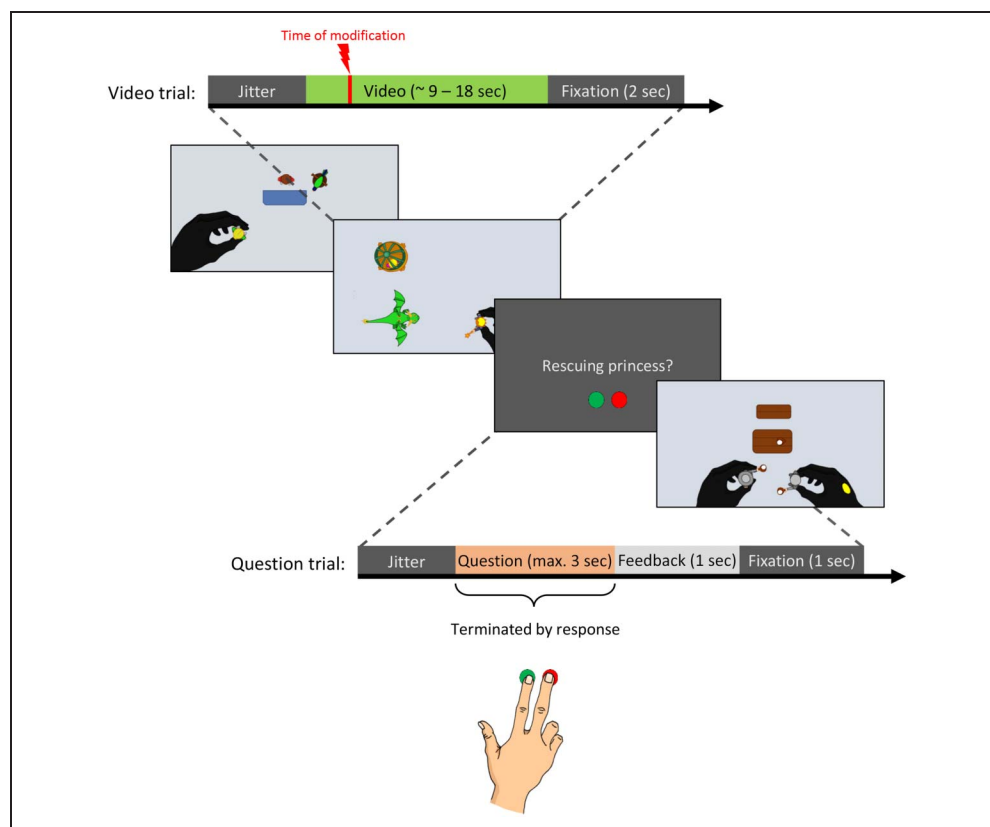 Time of modification
Video trial:
Jitter
Video (~ 9 – 18 sec)
Fixation (2 sec)
Rescuing princess?
Question trial:
Jitter
Question (max. 3 sec)
Feedback (1 sec)
Fixation (1 sec)
Terminated by response